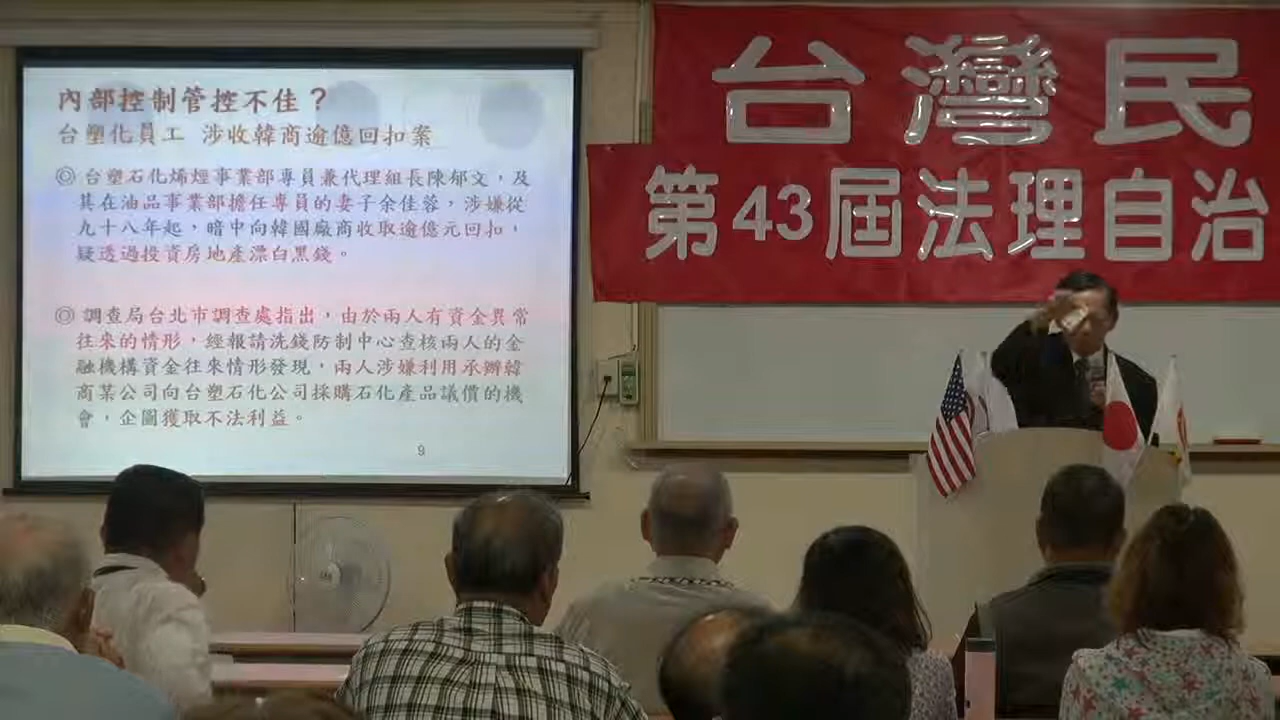 內部控制管控不佳？
台塑化員工 涉收韓商逾億回扣案
◎ 台塑石化烯烴事業部專員兼代理組長陳郁文，及
其在油品事業部擔任專員的妻子余佳蓉，涉嫌從
九十八年起，暗中向韓國廠商收取逾億元回扣，
疑透過投資房地產漂白黑錢。
◎ 調查局台北市調查處指出，由於兩人有資金異常
往來的情形，經報請洗錢防制中心查核兩人的金
融機構資金往來情形發現，兩人涉嫌利用承辦韓
商某公司向台塑石化公司採購石化產品議價的機
會，企圖獲取不法利益。
9
台灣民
第43屆法理自治